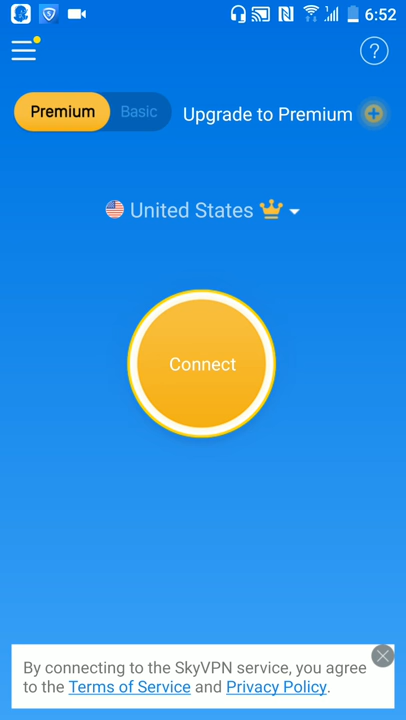 6:52
?
Premium Basic Upgrade to Premium
United States
Connect
By connecting to the SkyVPN service, you agree
to the Terms of Service and Privacy Policy.